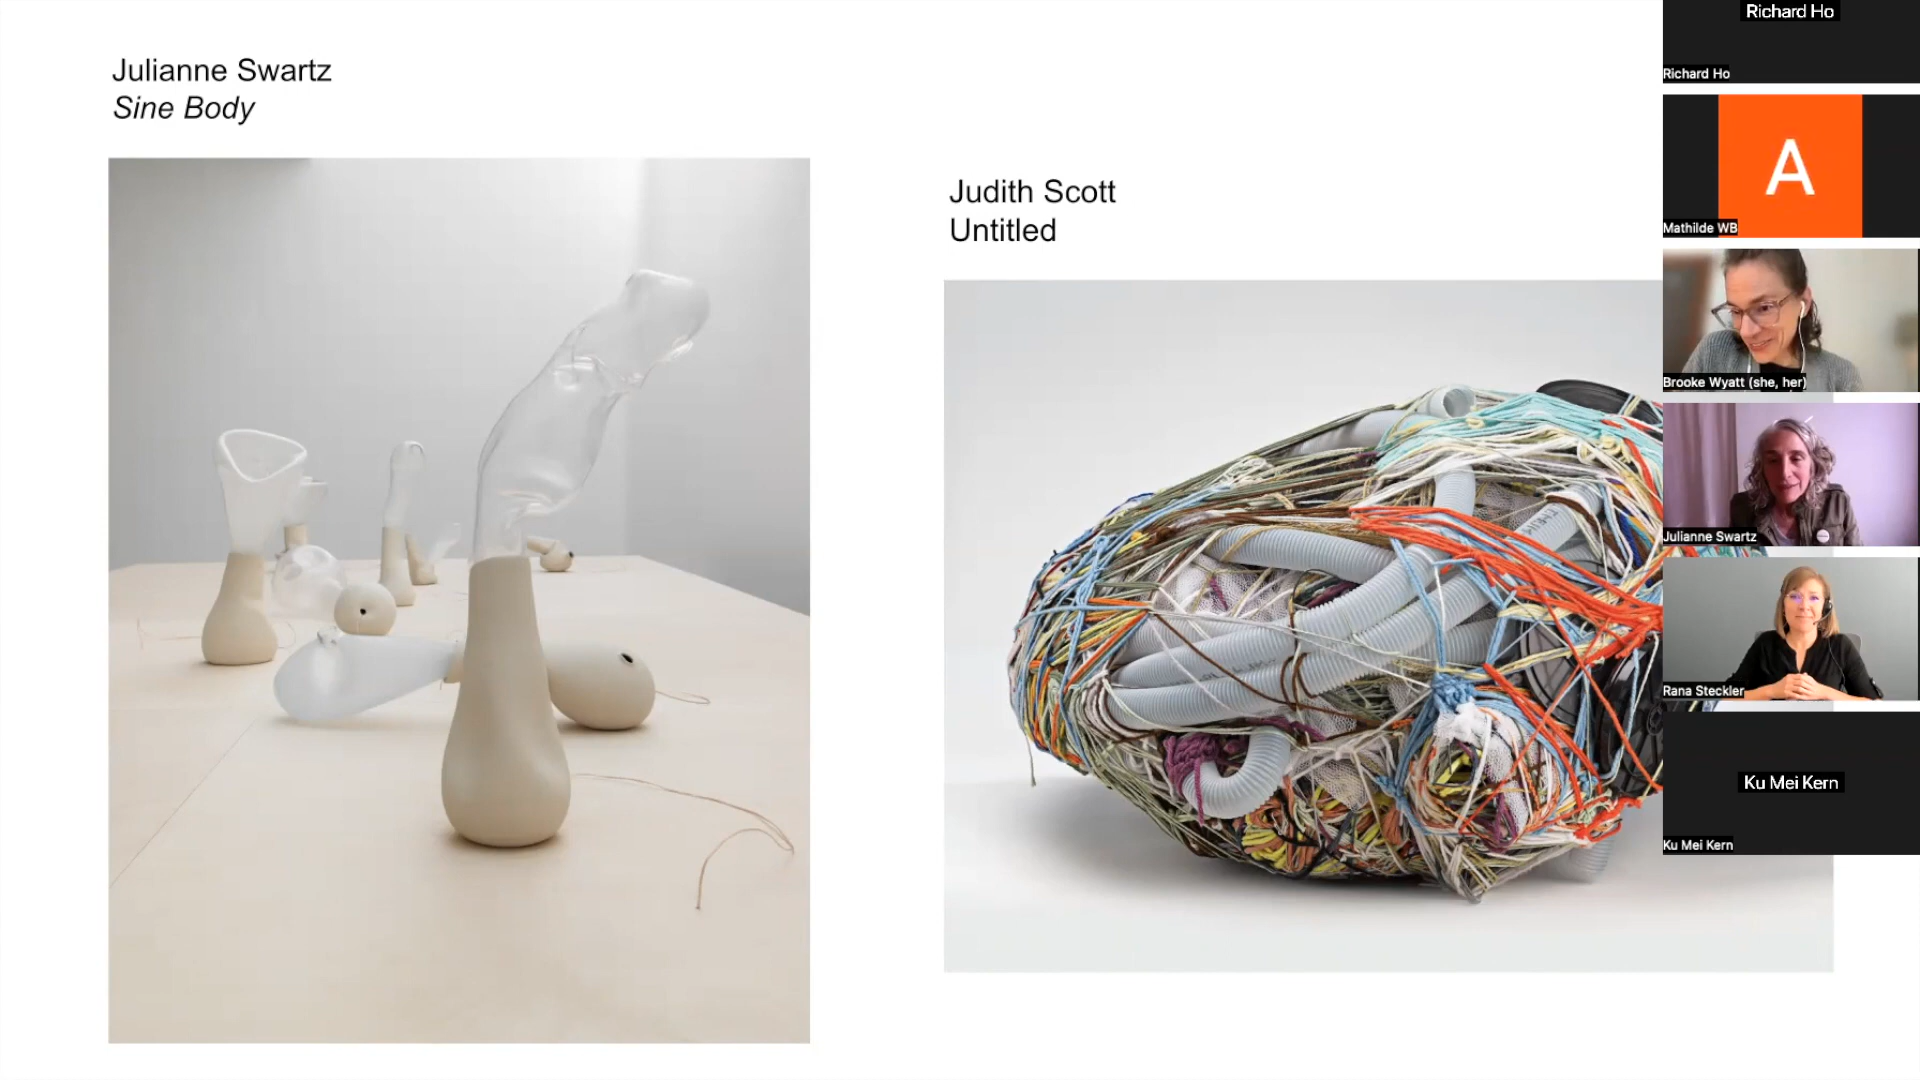 Julianne Swartz
Sine Body
Judith Scott
Untitled
Richard Ho
Richard Ho
A
Mathilde WB
Brooke Wyatt (she, her)
Julianne Swartz
Rana Steckler
Ku Mei Kern
Ku Mei Kern